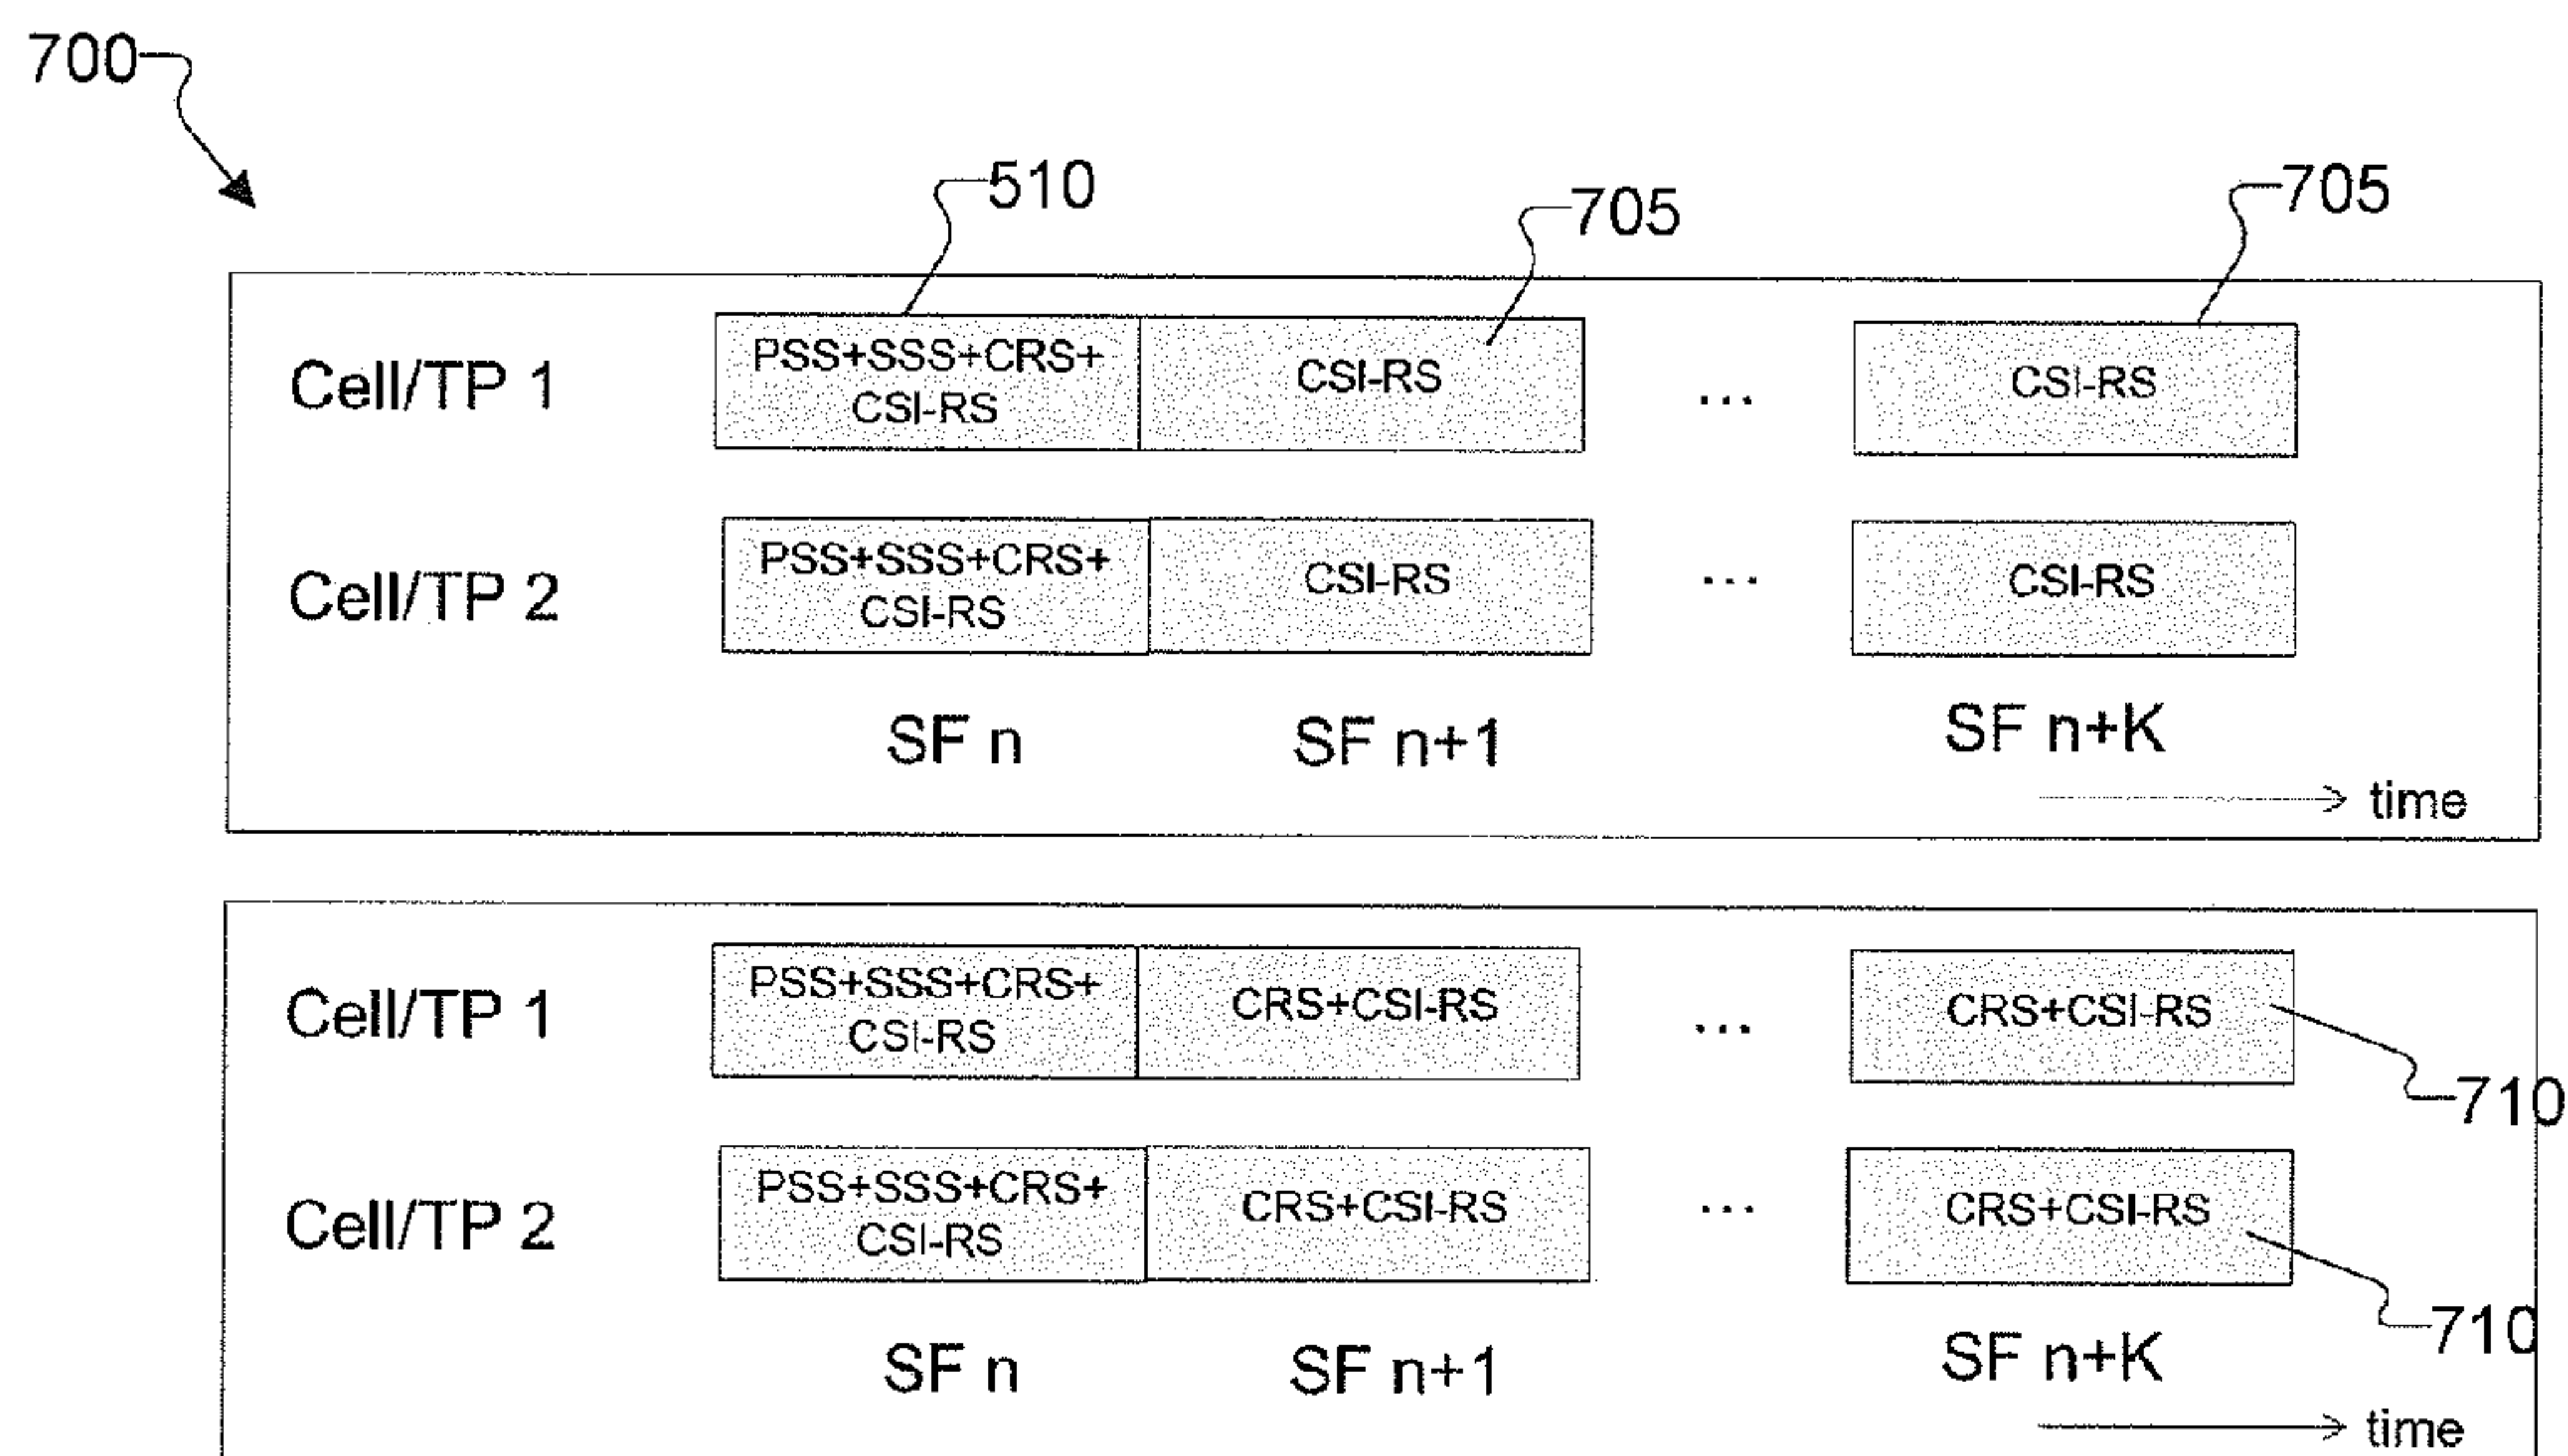 700
510
705
705
Cell/TP 1
PSS+SSS+CRS+
CSI-RS
CSI-RS
...
CSI-RS
Cell/TP 2
PSS+SSS+CRS+
CSI-RS
CSI-RS
...
CSI-RS
SF n
SF n+1
SF n+K
time
Cell/TP 1
PSS+SSS+CRS+
CSI-RS
CRS+CSI-RS
...
CRS+CSI-RS
710
Cell/TP 2
PSS+SSS+CRS+
CSI-RS
CRS+CSI-RS
...
CRS+CSI-RS
710
SF n
SF n+1
SF n+K
time